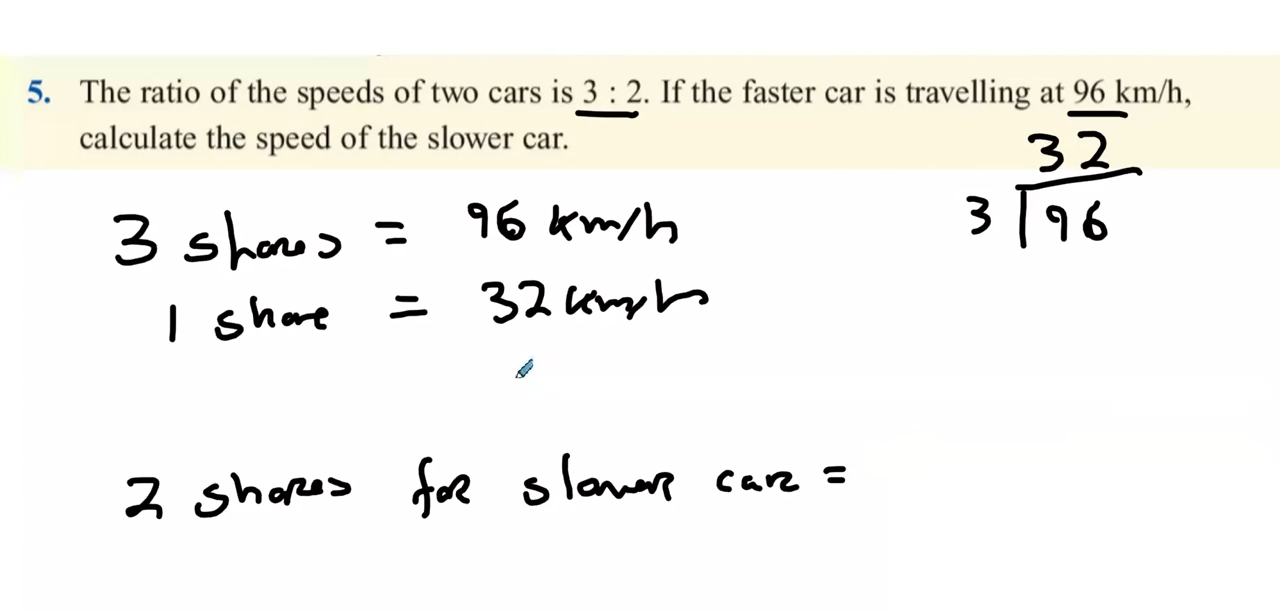 5. The ratio of the speeds of two cars is 3 : 2. If the faster car is travelling at 96 km/h,
calculate the speed of the slower car.
32
3 96
3 shares = 96 km/h
1 share = 32 km/h
2 shares for slower car =